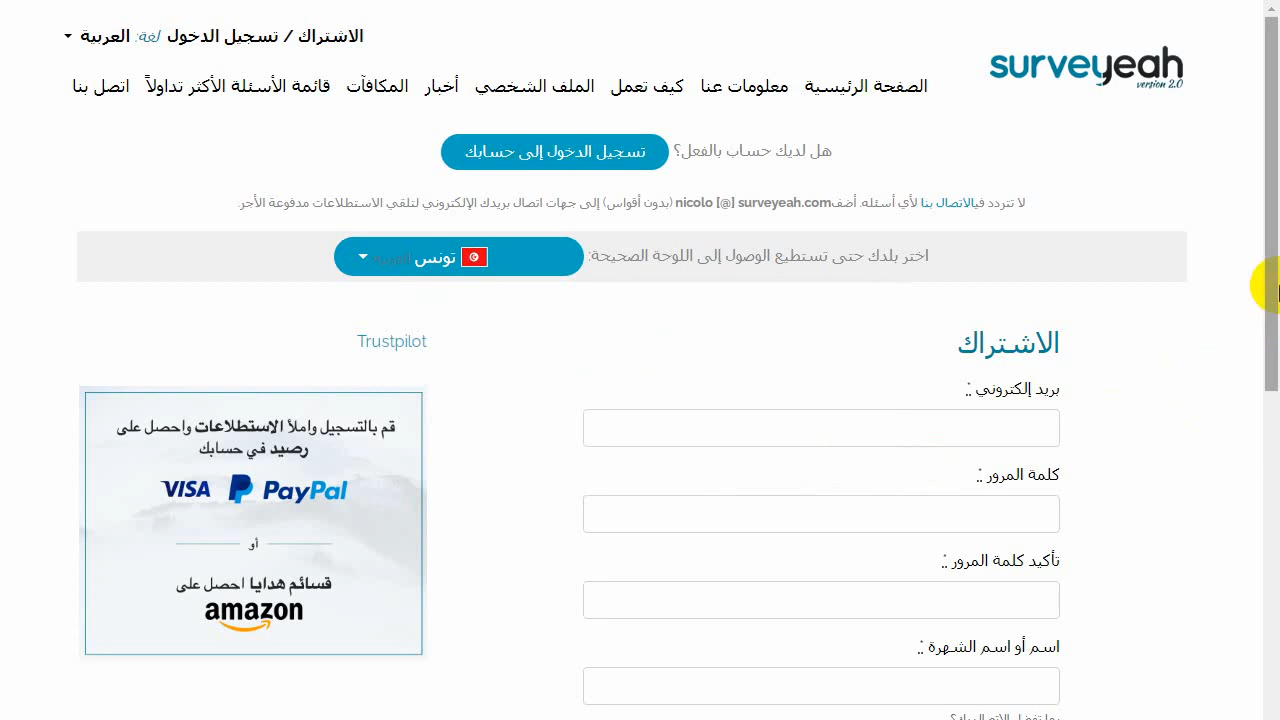 الاشتراك / تسجيل الدخول لغة: العربية
surveyeah
version 2.0
الصفحة الرئيسية معلومات عنا كيف تعمل الملف الشخصي أخبار المكافآت قائمة الأسئلة الأكثر تداولاً اتصل بنا
هل لديك حساب بالفعل؟ تسجيل الدخول إلى حسابك
لا تتردد فيالاتصال بنا لأي أسئلة. أضفnicolo [@] surveyeah.com (بدون أقواس) إلى جهات اتصال بريدك الإلكتروني لتلقي الاستطلاعات مدفوعة الأجر.
اختر بلدك حتى تستطيع الوصول إلى اللوحة الصحيحة: تونس العربية
الاشتراك
بريد إلكتروني *:
كلمة المرور *:
تأكيد كلمة المرور *:
اسم أو اسم الشهرة *:
Trustpilot
قم بالتسجيل واملأ الاستطلاعات واحصل على
رصيد في حسابك
VISA PayPal
أو
قسائم هدايا احصل على
amazon